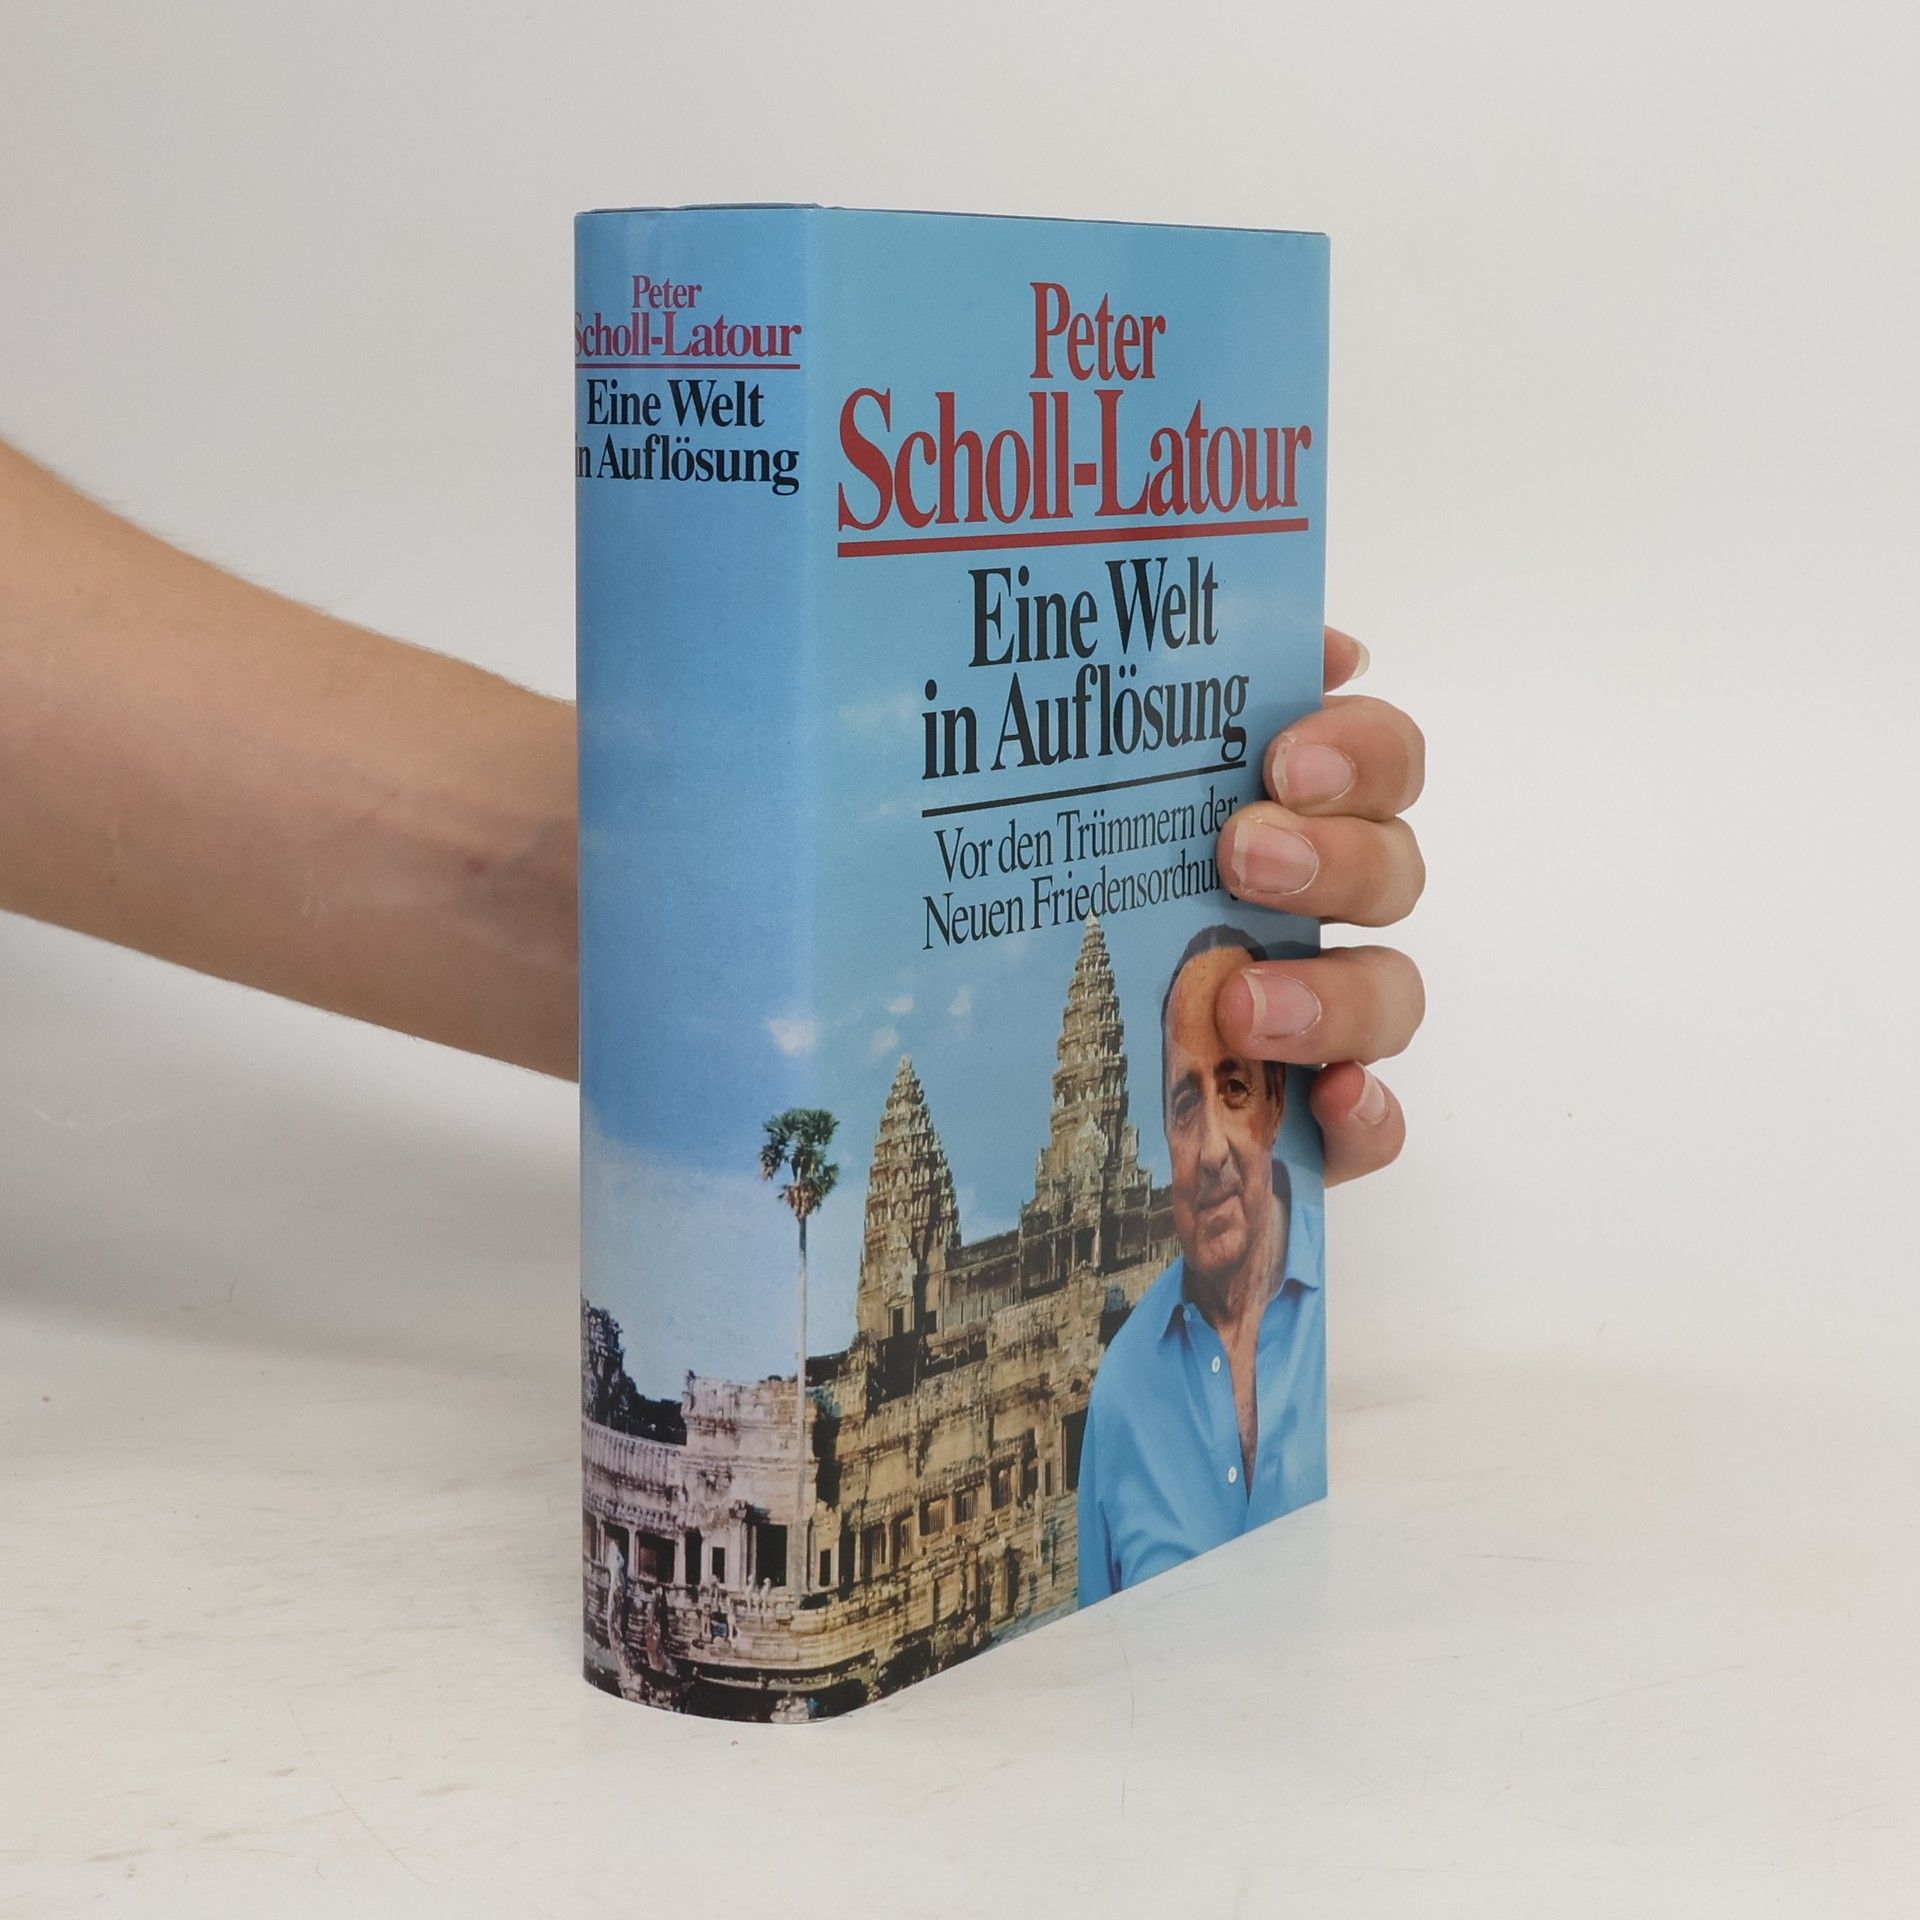 Peter
Scholl-Latour
Eine Welt
in Auflösung
Peter
Scholl-Latour
Eine Welt
in Auflösung
Vor den Trümmern der
Neuen Friedensordnung